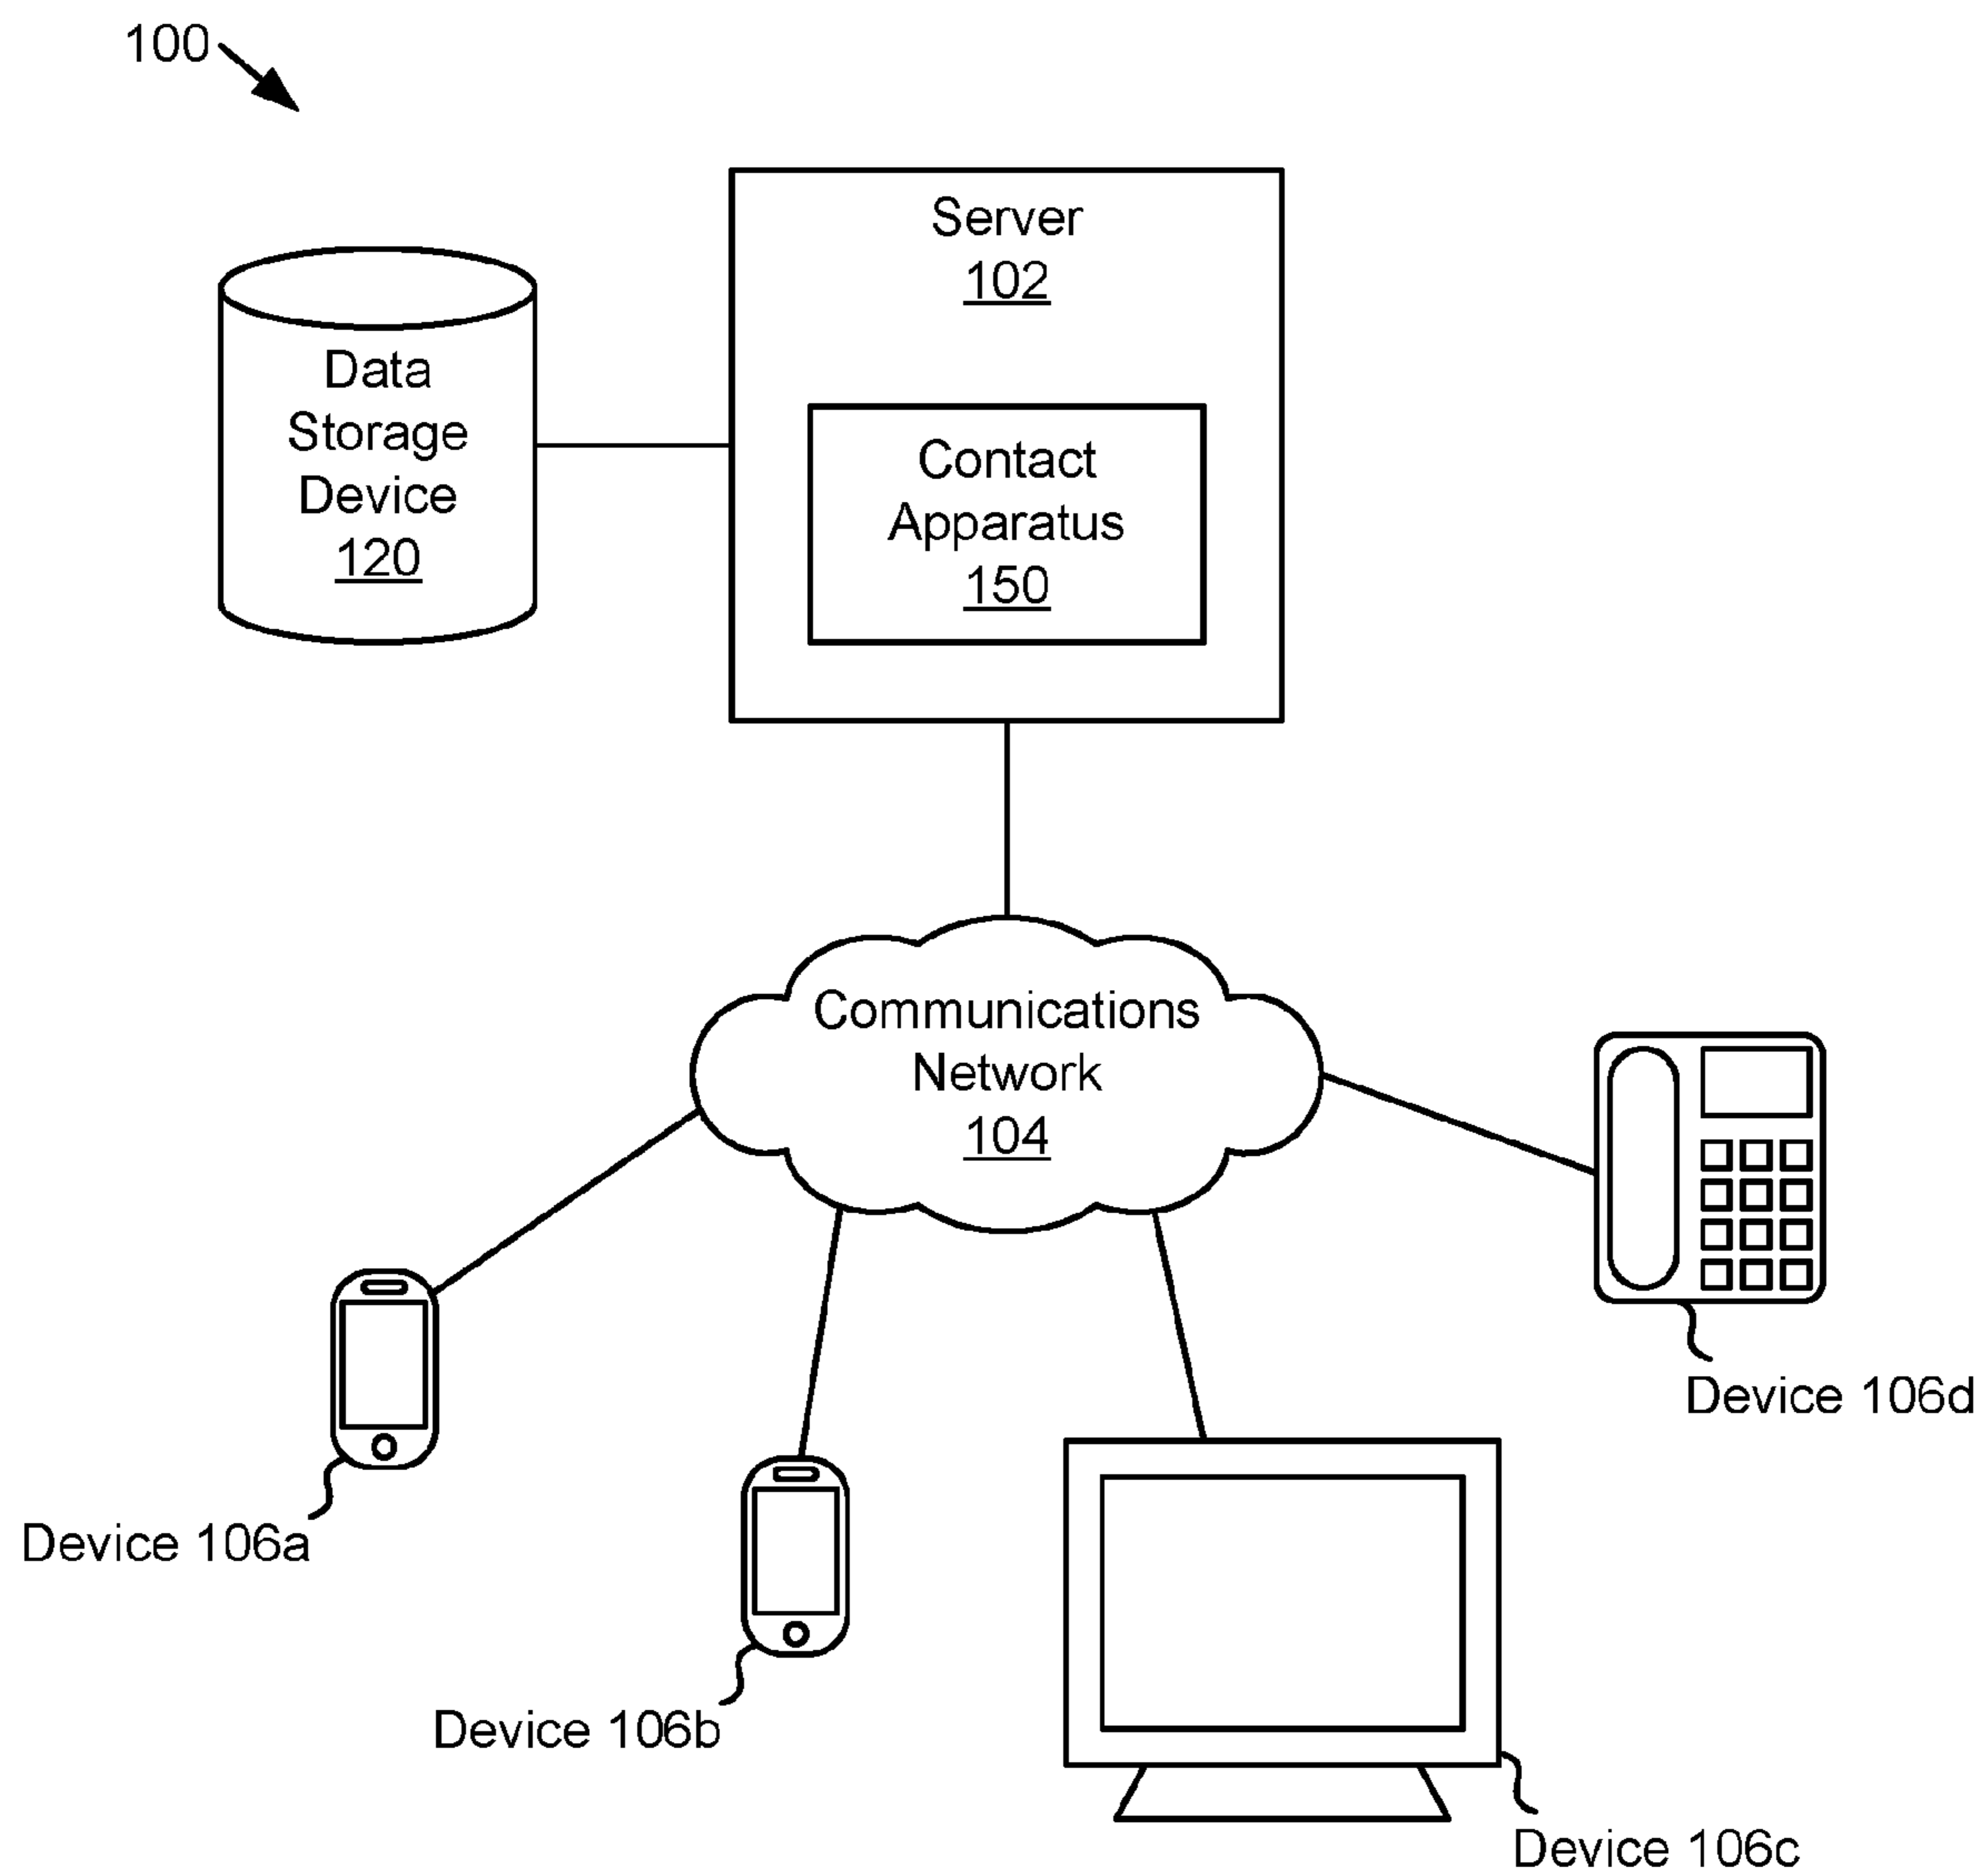 100
Server
102
Data
Storage
Device
120
Contact
Apparatus
150
Communications
Network
104
Device 106d
Device 106a
Device 106b
Device 106c